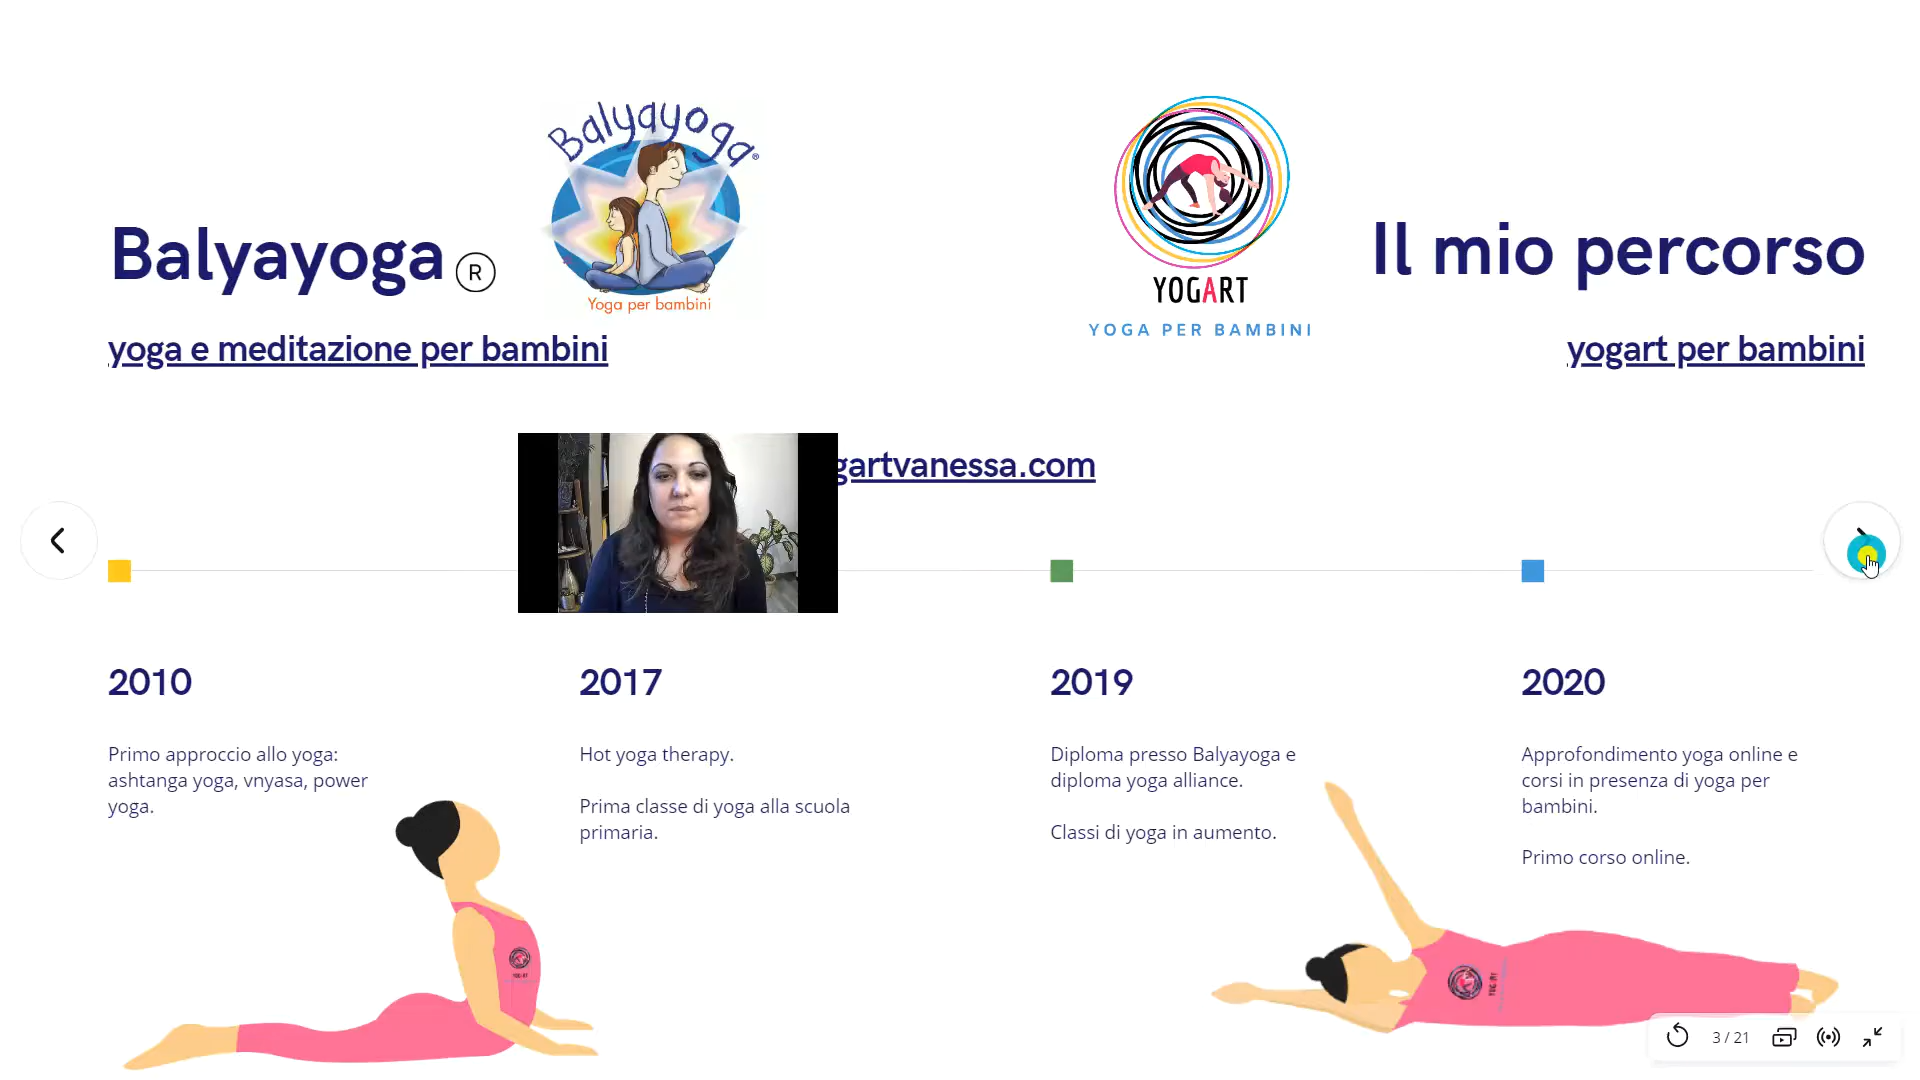 Balyayoga®
Yoga per bambini
YOGART
YOGA PER BAMBINI
Balyayoga ®
Il mio percorso
yoga e meditazione per bambini
yogart per bambini
gartvanessa.com
2010
Primo approccio allo yoga:
ashtanga yoga, vnyasa, power
yoga.
2017
Hot yoga therapy.
Prima classe di yoga alla scuola
primaria.
2019
Diploma presso Balyayoga e
diploma yoga alliance.
Classi di yoga in aumento.
2020
Approfondimento yoga online e
corsi in presenza di yoga per
bambini.
Primo corso online.
YOGART
YOGART
3 / 21